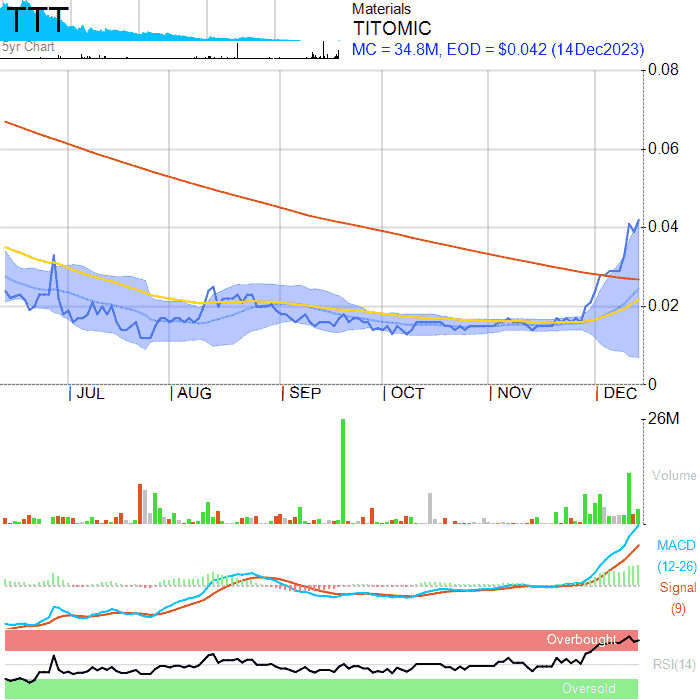 TTT
Materials
TITOMIC
5yr Chart
MC = 34.8M, EOD = $0.042 (14Dec2023)
0.08
0.06
0.04
0.02
0
JUL
AUG
SEP
OCT
NOV
DEC
26M
Volume
MACD
(12-26)
Signal
(9)
Overbought
RSI(14)
Oversold